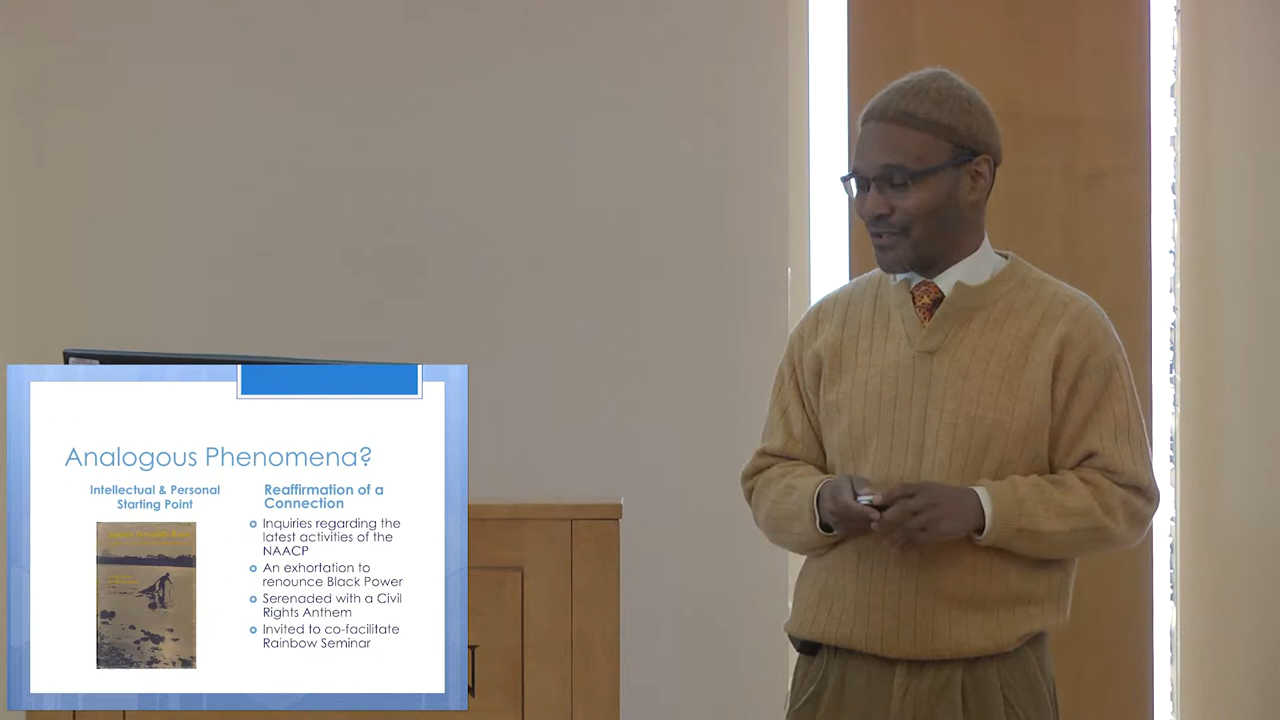 Analogous Phenomena?
Intellectual & Personal
Starting Point
Reaffirmation of a
Connection
Inquiries regarding the
latest activities of the
NAACP
An exhortation to
renounce Black Power
Serenaded with a Civil
Rights Anthem
Invited to co-facilitate
Rainbow Seminar